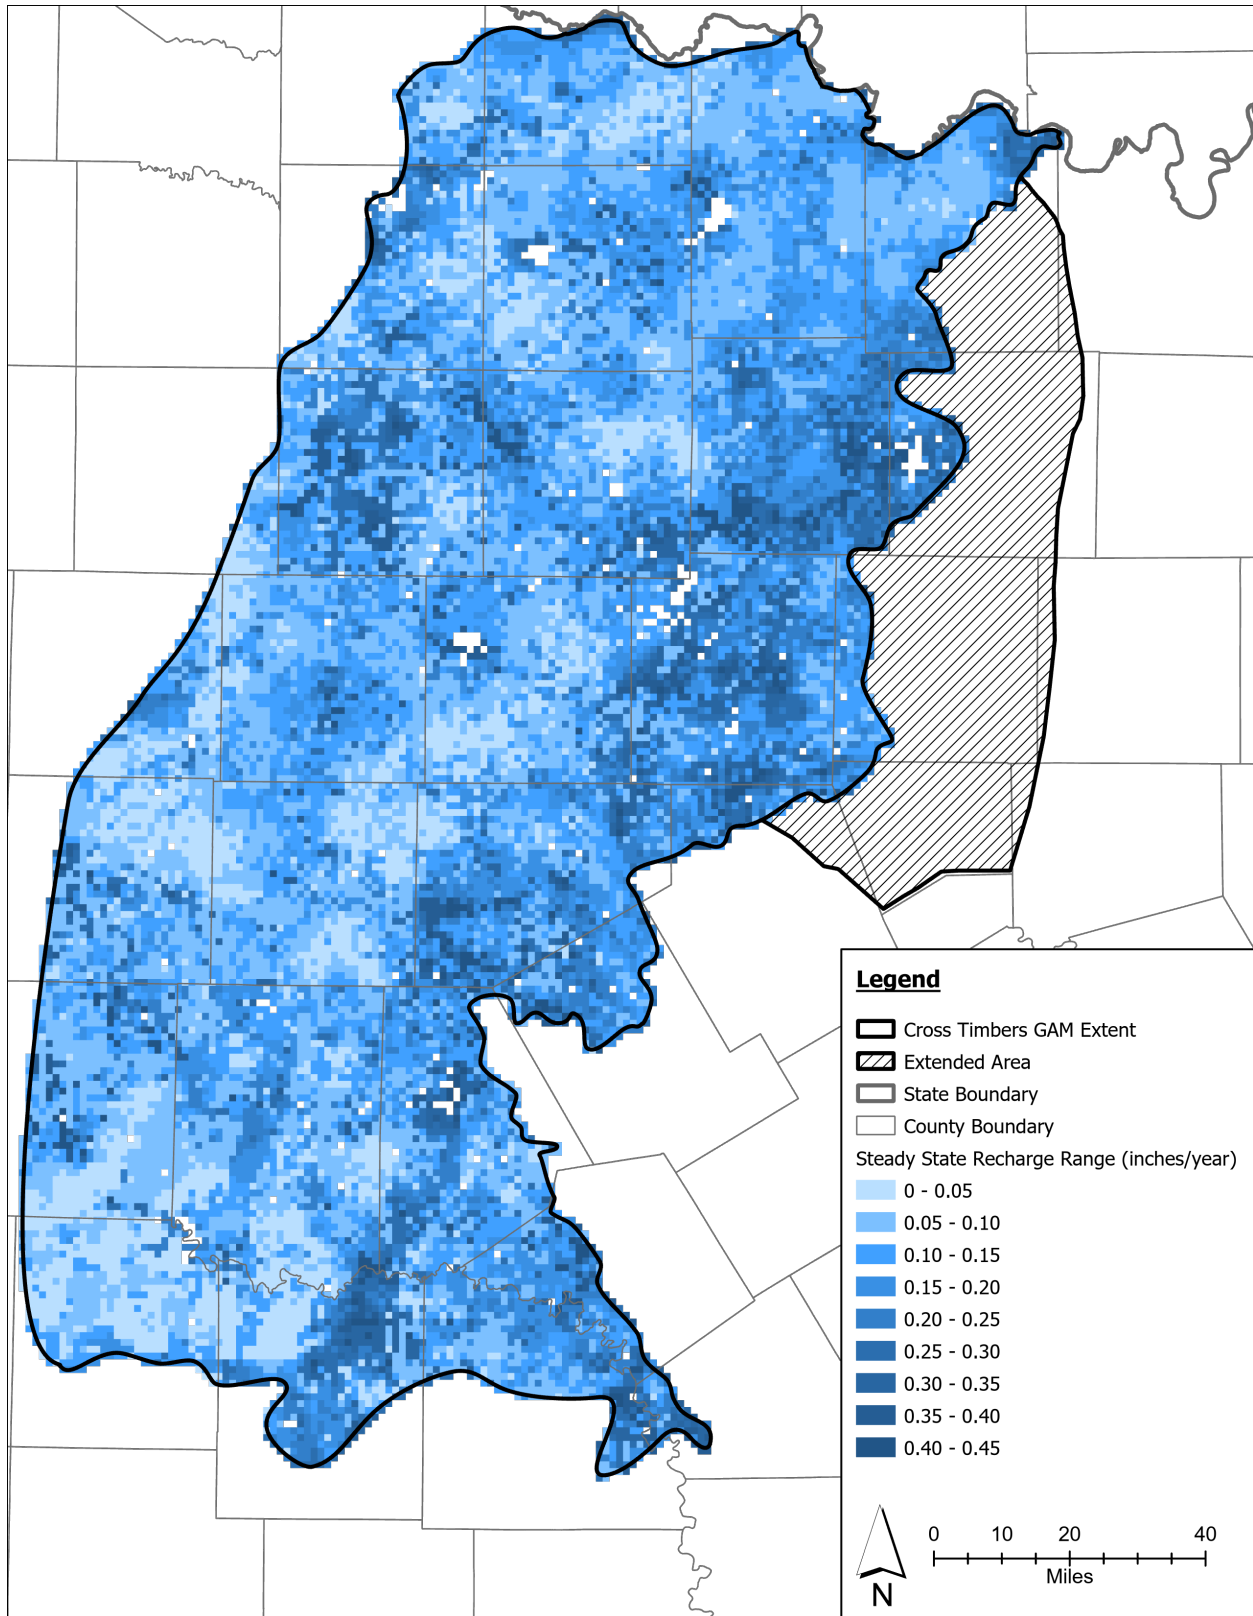 Legend
Cross Timbers GAM Extent
Extended Area
State Boundary
County Boundary
Steady State Recharge Range (inches/year)
0 - 0.05
0.05 - 0.10
0.10 - 0.15
0.15 - 0.20
0.20 - 0.25
0.25 - 0.30
0.30 - 0.35
0.35 - 0.40
0.40 - 0.45
N
0 10 20 40
Miles